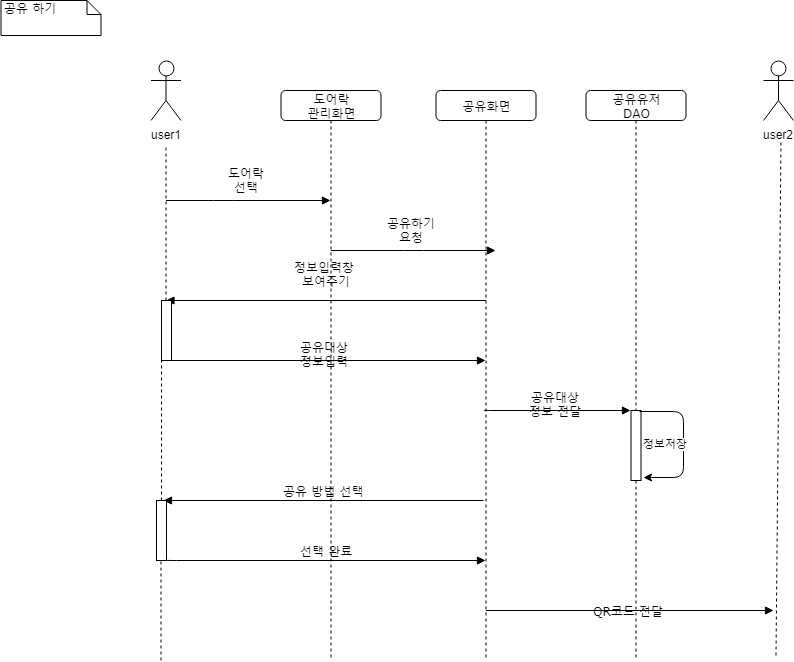 공유 하기
user1
도어락
관리화면
공유화면
공유유저
DAO
user2
도어락
선택
공유하기
요청
정보입력창
보여주기
공유대상
정보입력
공유대상
정보 전달
정보저장
공유 방법 선택
선택 완료
QR코드 전달